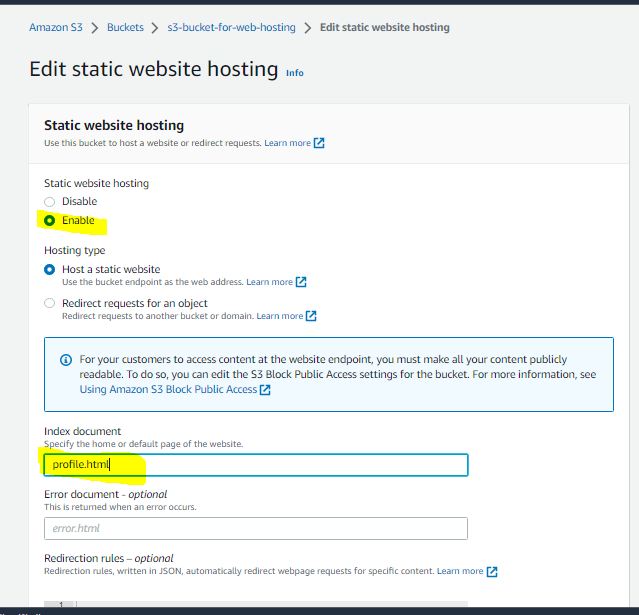 Amazon S3 > Buckets > s3-bucket-for-web-hosting > Edit static website hosting
Edit static website hosting Info
Static website hosting
Use this bucket to host a website or redirect requests. Learn more
Static website hosting
Disable
Enable
Hosting type
Host a static website
Use the bucket endpoint as the web address. Learn more
Redirect requests for an object
Redirect requests to another bucket or domain. Learn more
For your customers to access content at the website endpoint, you must make all your content publicly
readable. To do so, you can edit the S3 Block Public Access settings for the bucket. For more information, see
Using Amazon S3 Block Public Access
Index document
Specify the home or default page of the website.
profile.html
Error document - optional
This is returned when an error occurs.
error.html
Redirection rules – optional
Redirection rules, written in JSON, automatically redirect webpage requests for specific content. Learn more
1